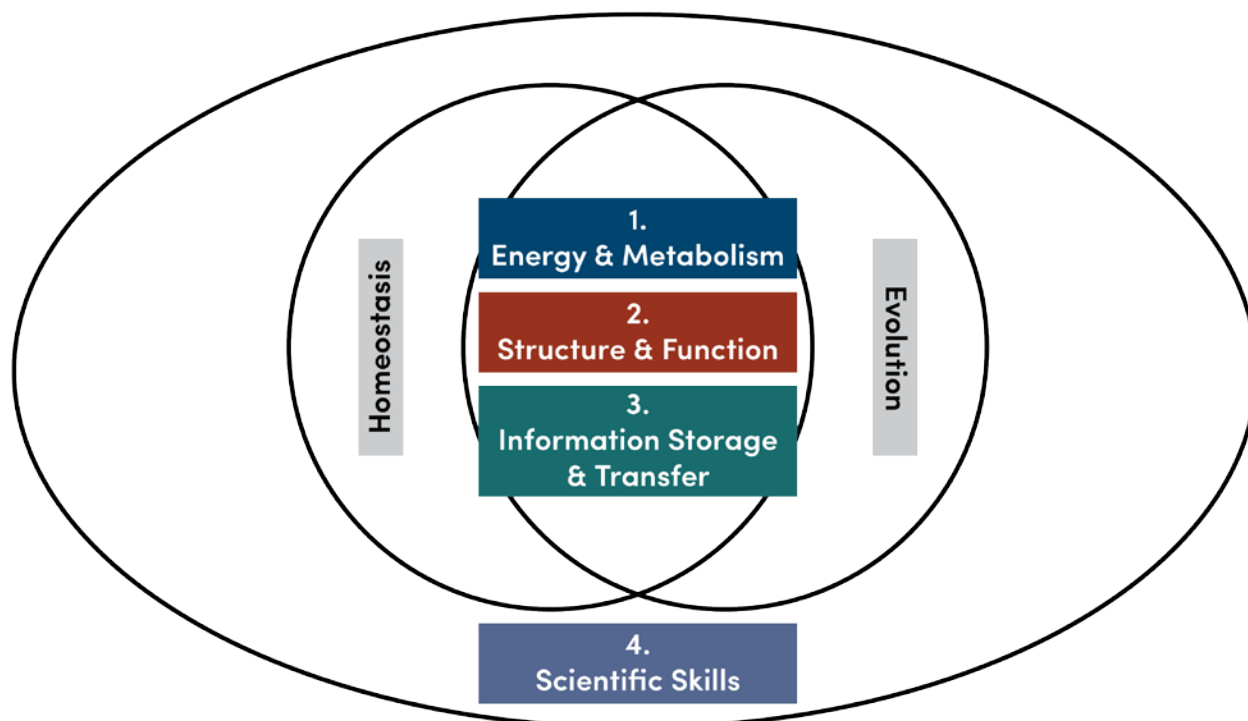 1.
Energy & Metabolism
Homeostasis
2.
Structure & Function
Evolution
3.
Information Storage
& Transfer
4.
Scientific Skills